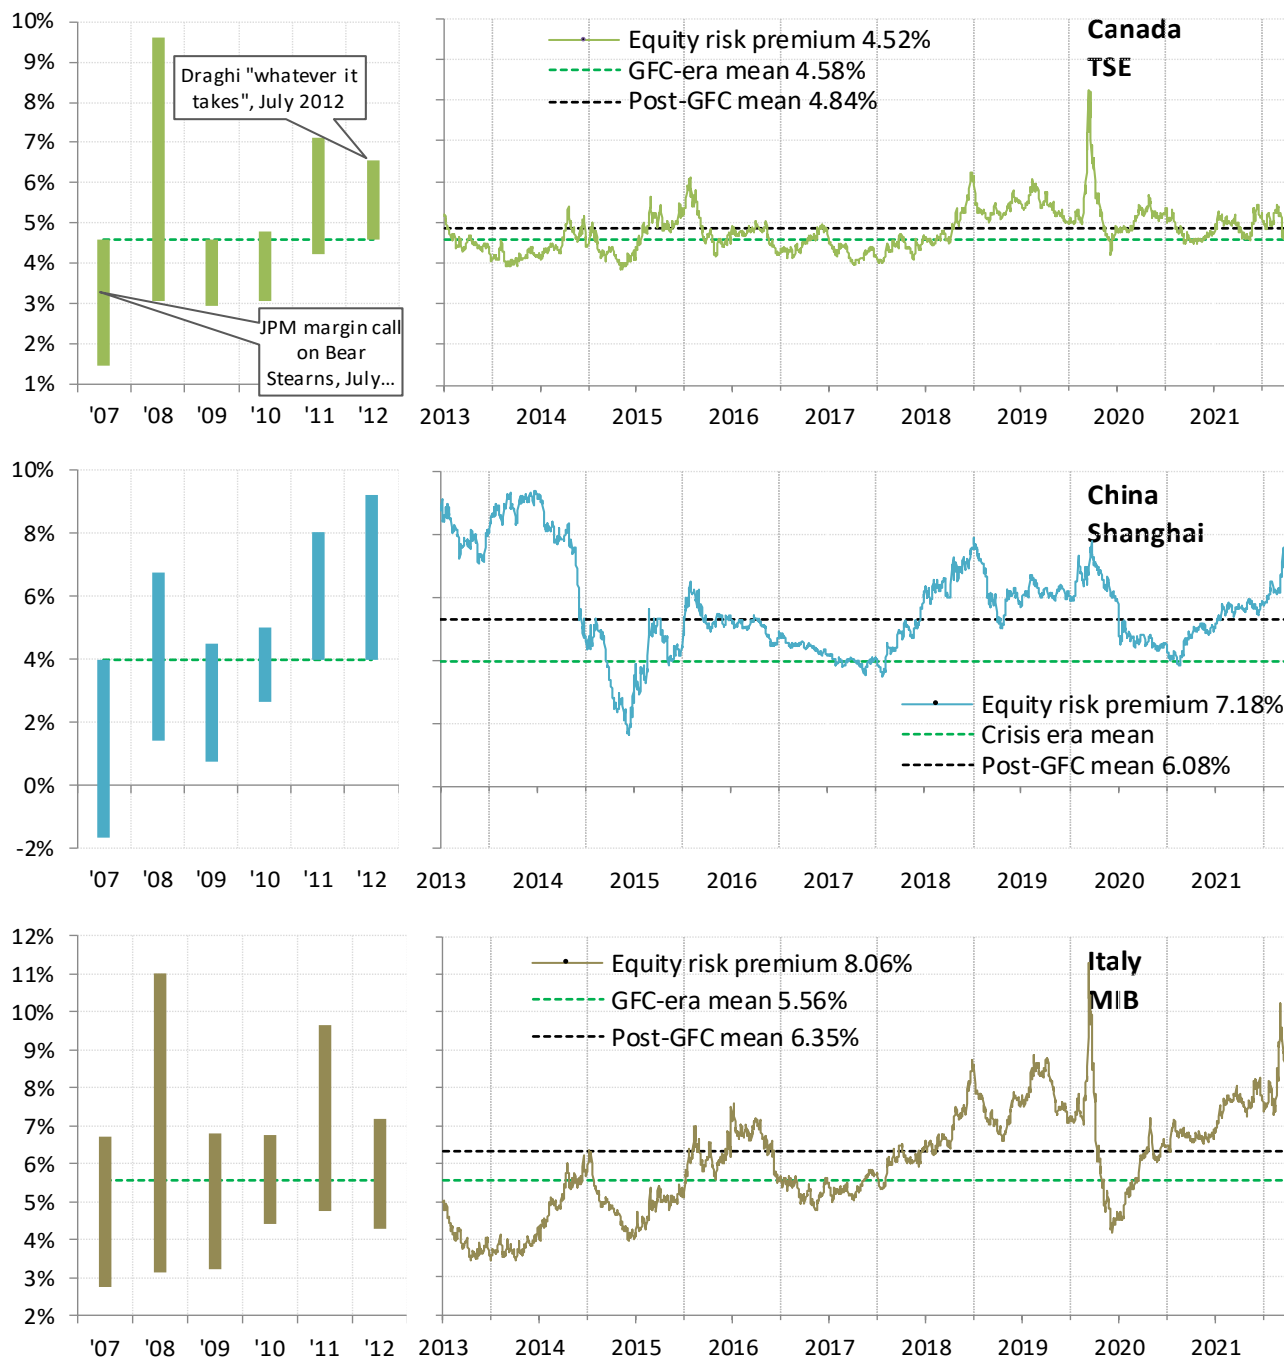 10%
9%
8%
7%
6%
5%
4%
3%
2%
1%
Draghi "whatever it
takes", July 2012
JPM margin call
on Bear
Stearns, July...
'07 '08 '09 '10 '11 '12
Equity risk premium 4.52%
GFC-era mean 4.58%
Post-GFC mean 4.84%
Canada
TSE
2013 2014 2015 2016 2017 2018 2019 2020 2021
10%
8%
6%
4%
2%
0%
-2%
'07 '08 '09 '10 '11 '12
China
Shanghai
Equity risk premium 7.18%
Crisis era mean
Post-GFC mean 6.08%
2013 2014 2015 2016 2017 2018 2019 2020 2021
12%
11%
10%
9%
8%
7%
6%
5%
4%
3%
2%
'07 '08 '09 '10 '11 '12
Equity risk premium 8.06%
GFC-era mean 5.56%
Post-GFC mean 6.35%
Italy
MIB
2013 2014 2015 2016 2017 2018 2019 2020 2021